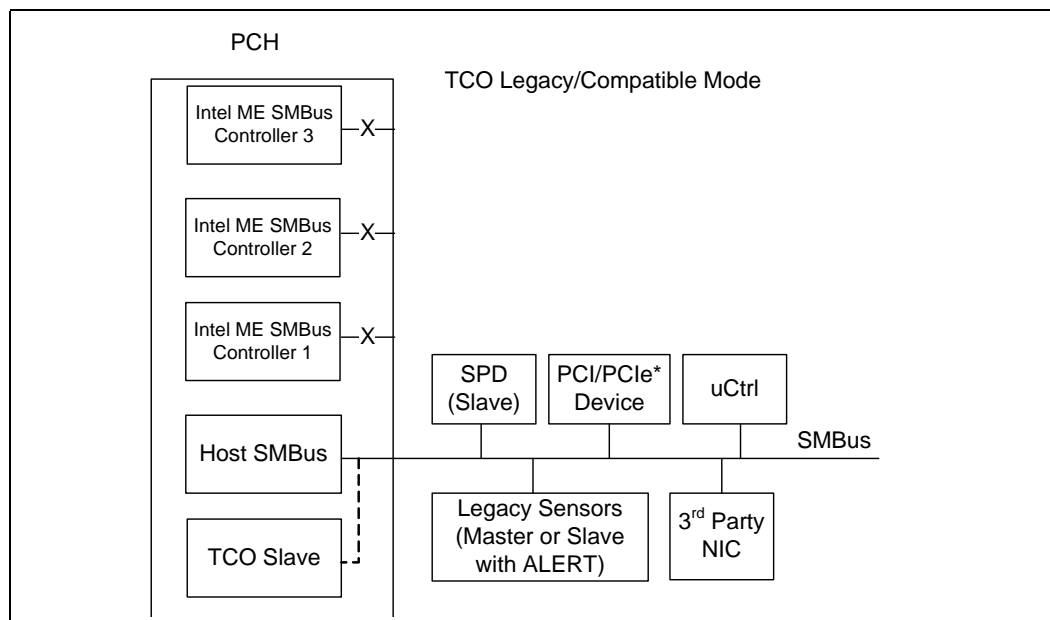 PCH
TCO Legacy/Compatible Mode
Intel ME SMBus
Controller 3
X
Intel ME SMBus
Controller 2
X
Intel ME SMBus
Controller 1
X
SPD
(Slave)
PCI/PCIe*
Device
uCtrl
Host SMBus
SMBus
Legacy Sensors
(Master or Slave
with ALERT)
3rd Party
NIC
TCO Slave